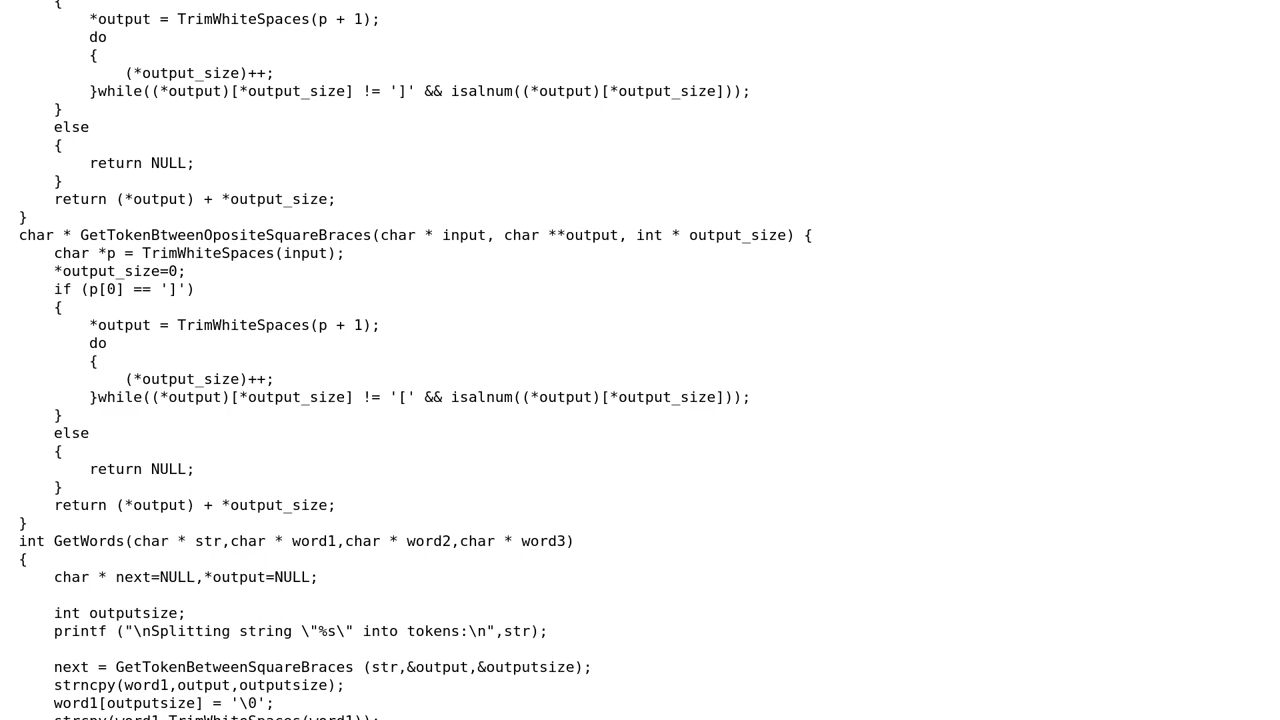 {
*output = TrimWhiteSpaces(p + 1);
do
{
(*output_size)++;
}while((*output)[*output_size] != ']' && isalnum((*output)[*output_size]));
}
else
{
return NULL;
}
return (*output) + *output_size;
}
char * GetTokenBtweenOpositeSquareBraces(char * input, char **output, int * output_size) {
char *p = TrimWhiteSpaces(input);
*output_size=0;
if (p[0] == ']')
{
*output = TrimWhiteSpaces(p + 1);
do
{
(*output_size)++;
}while((*output)[*output_size] != '[' && isalnum((*output)[*output_size]));
}
else
{
return NULL;
}
return (*output) + *output_size;
}
int GetWords(char * str,char * word1,char * word2,char * word3)
{
char * next=NULL,*output=NULL;
int outputsize;
printf ("\nSplitting string \"%s\" into tokens:\n",str);
next = GetTokenBetweenSquareBraces (str,&output,&outputsize);
strncpy(word1,output,outputsize);
word1[outputsize] = '\0';
strcpy(word1,TrimWhiteSpaces(word1));